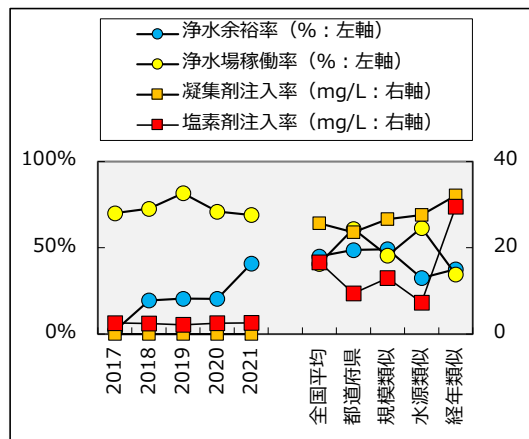 浄水余裕率(%:左軸)
浄水場稼働率(%:左軸)
凝集剤注入率(mg/L:右軸)
塩素剤注入率(mg/L:右軸)
100%
50%
0%
40
20
0
2017
2018
2019
2020
2021
全国平均
都道府県
規模類似
水源類似
経年類似